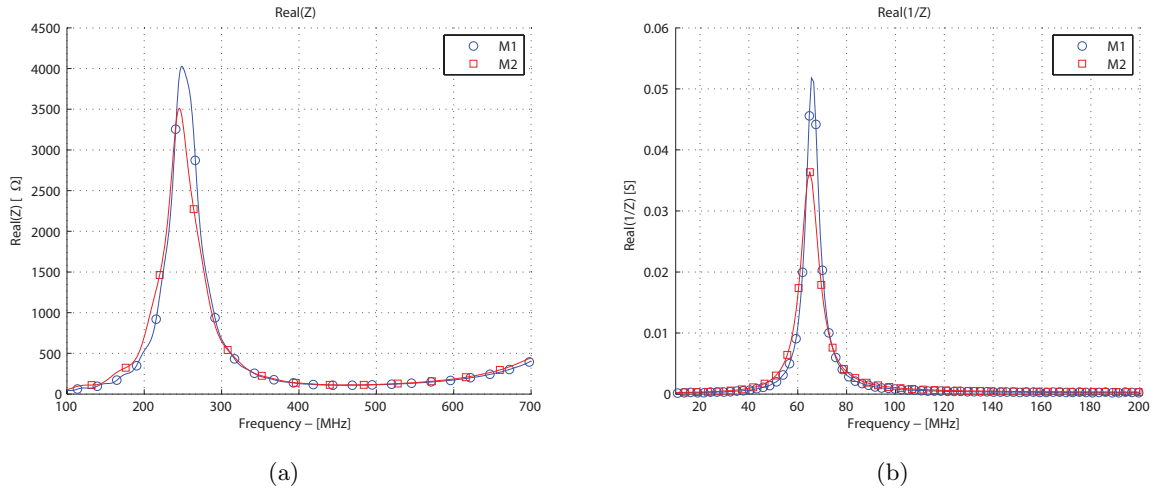 Real(Z)
4500
4000
3500
3000
2500
2000
1500
1000
500
0
Real(Z) [ Ω]
M1
M2
100
200
300
400
500
600
700
Frequency − [MHz]
(a)
Real(1/Z)
0.06
0.05
0.04
0.03
0.02
0.01
0
Real(1/Z) [S]
M1
M2
20
40
60
80
100
120
140
160
180
200
Frequency − [MHz]
(b)